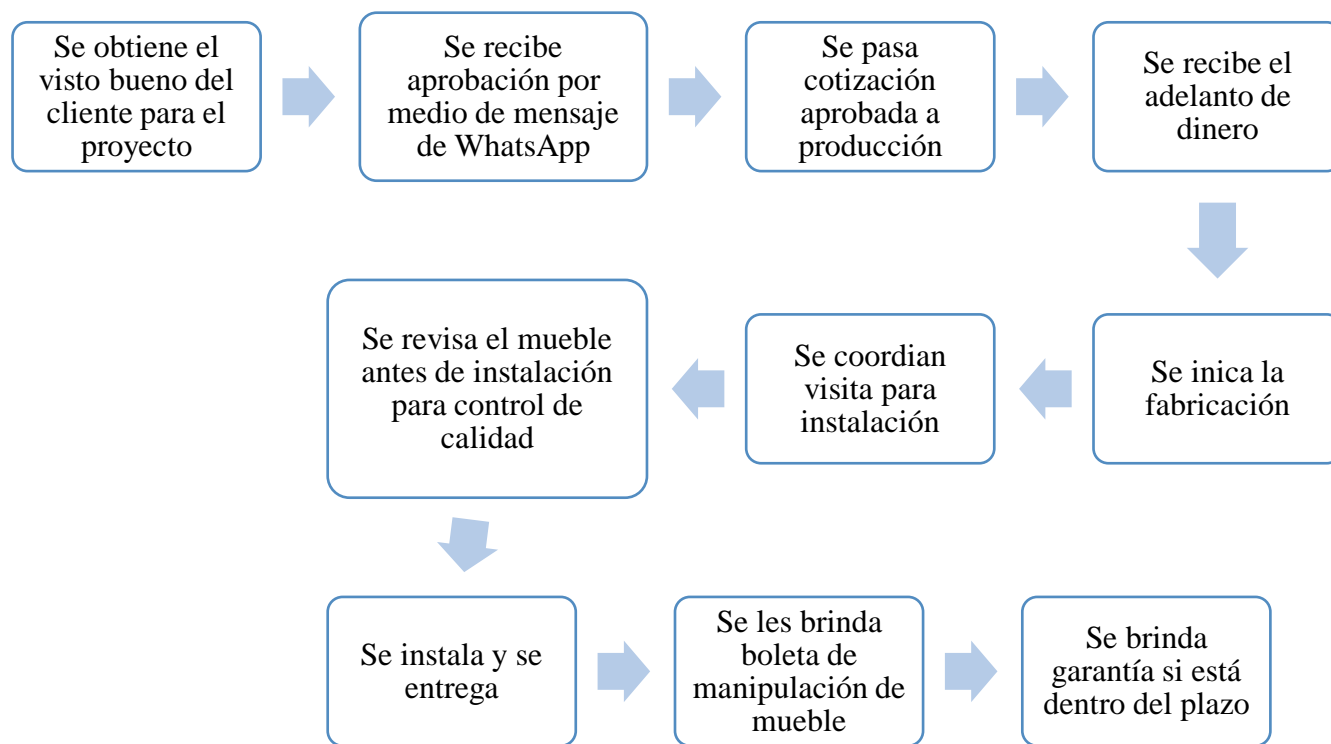 Se obtiene el
visto bueno del
cliente para el
proyecto
Se recibe
aprobación por
medio de mensaje
de WhatsApp
Se pasa
cotización
aprobada a
producción
Se recibe el
adelanto de
dinero
Se inica la
fabricación
Se coordian
visita para
instalación
Se revisa el mueble
antes de instalación
para control de
calidad
Se instala y se
entrega
Se les brinda
boleta de
manipulación de
mueble
Se brinda
garantía si está
dentro del plazo